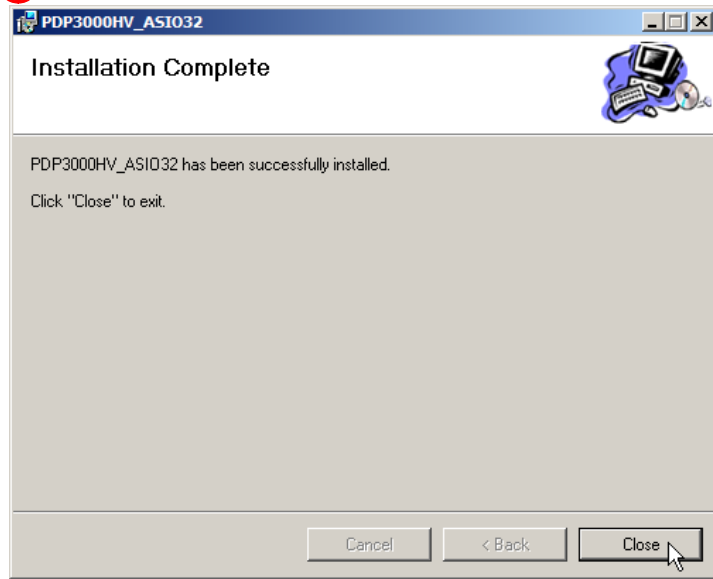 PDP3000HV_ASIO32
Installation Complete
PDP3000HV_ASIO32 has been successfully installed.
Click "Close" to exit.
Cancel
< Back
Close